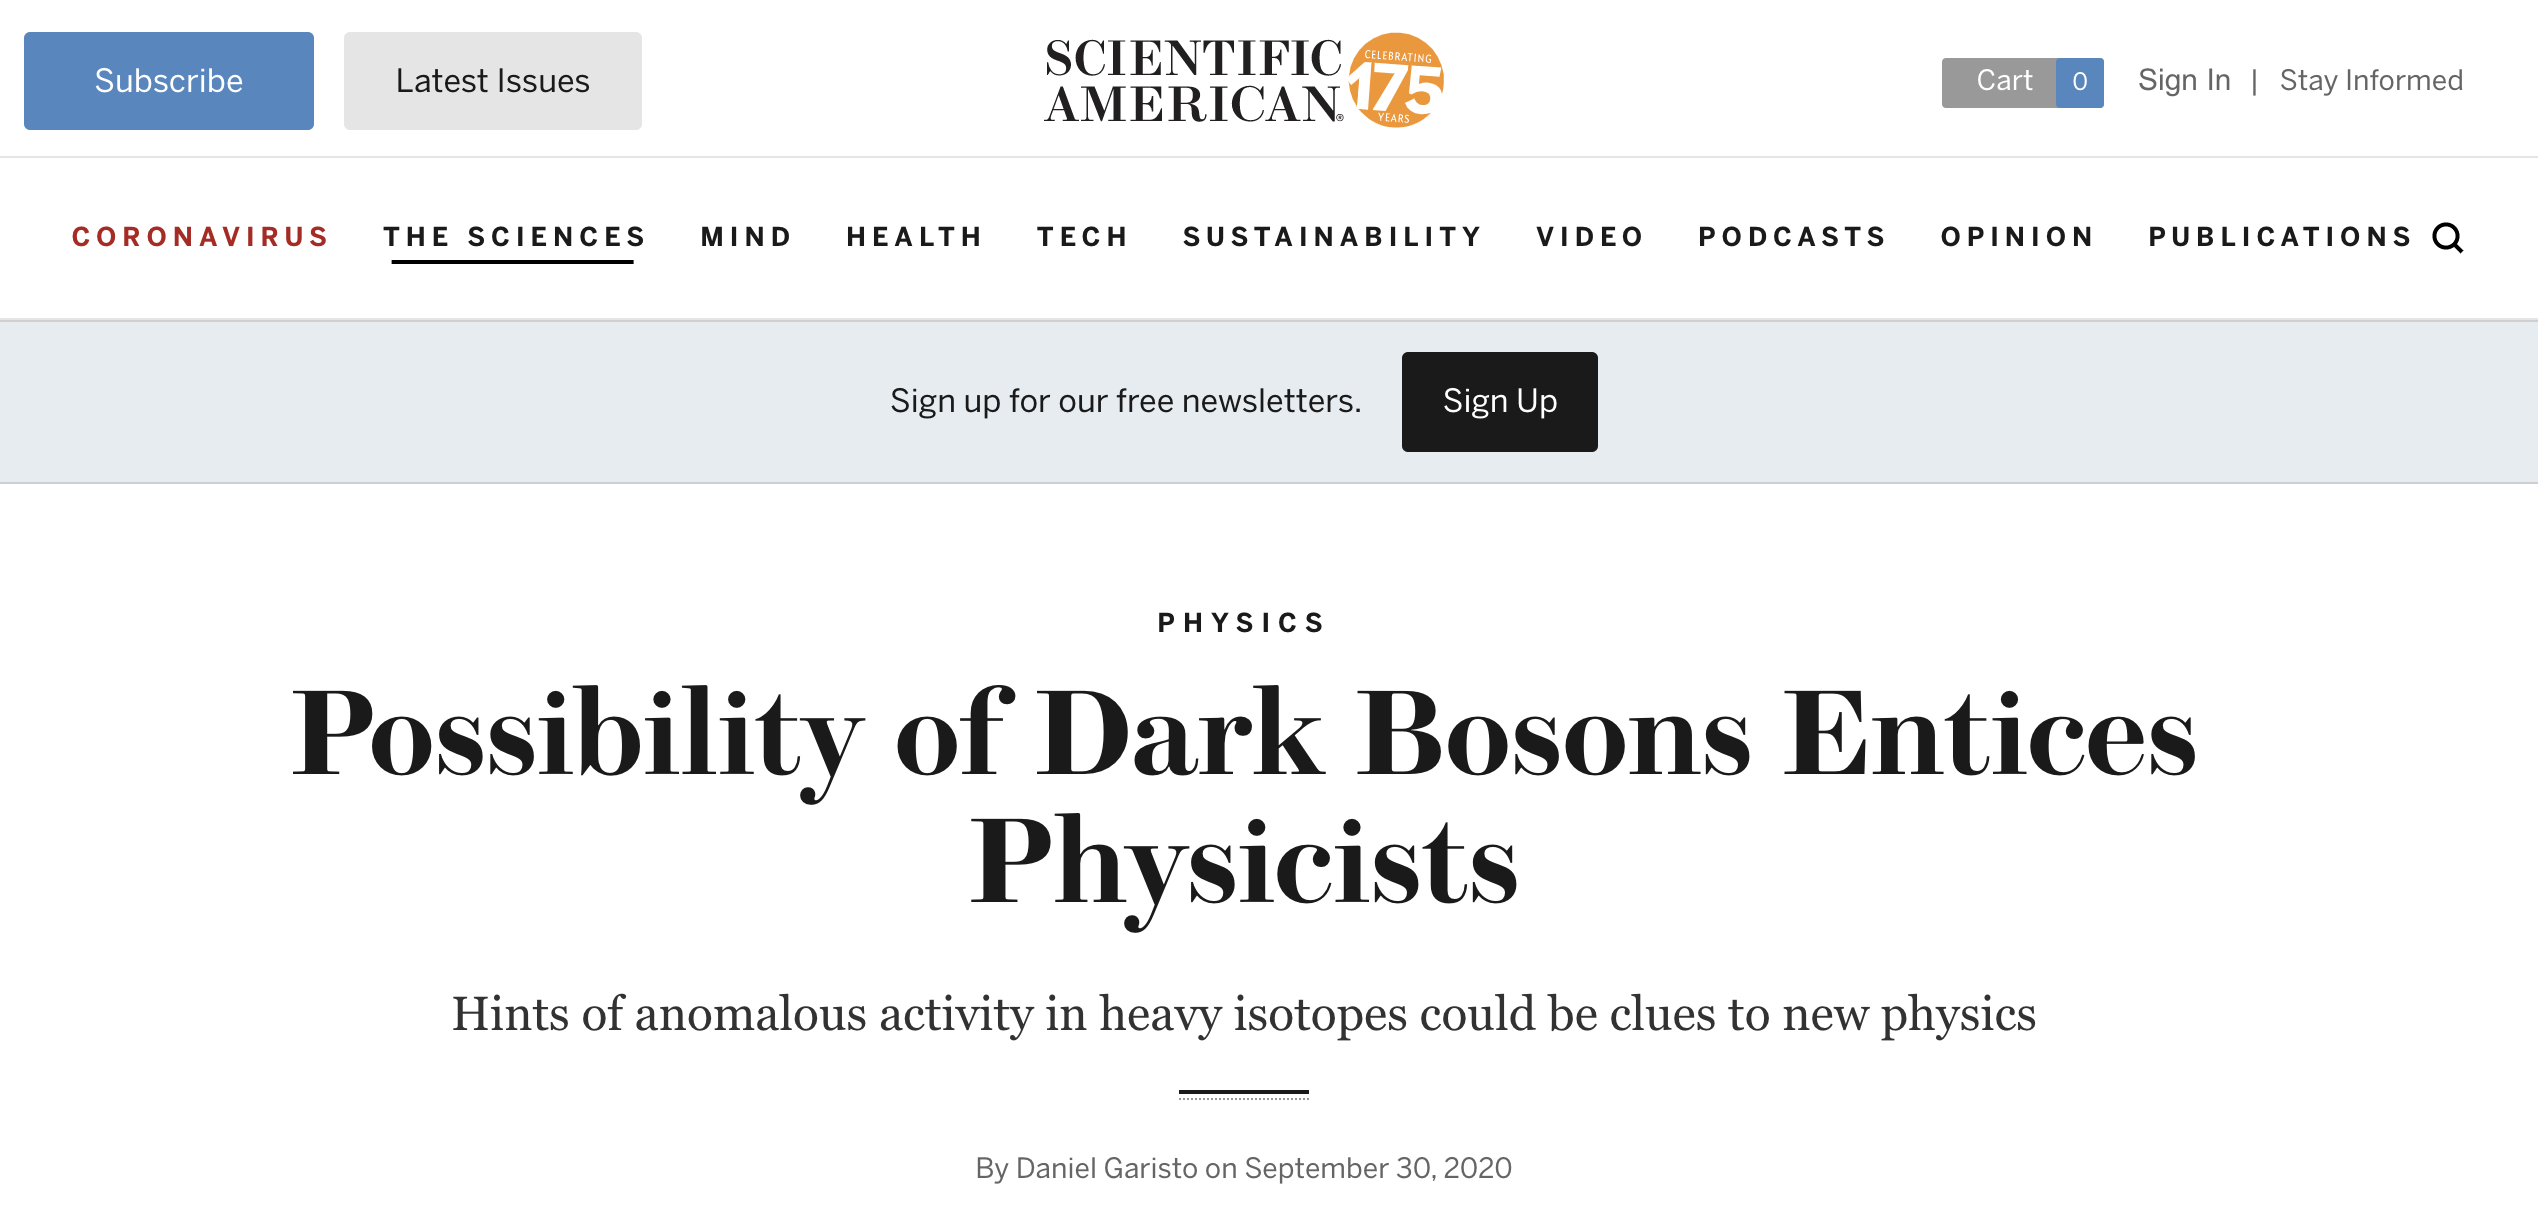 Subscribe
Latest Issues
SCIENTIFIC
AMERICAN®
CELEBRATING
175
YEARS
Cart 0
Sign In | Stay Informed
CORONAVIRUS THE SCIENCES MIND HEALTH TECH SUSTAINABILITY VIDEO PODCASTS OPINION PUBLICATIONS
Sign up for our free newsletters. Sign Up
PHYSICS
Possibility of Dark Bosons Entices
Physicists
Hints of anomalous activity in heavy isotopes could be clues to new physics
By Daniel Garisto on September 30, 2020